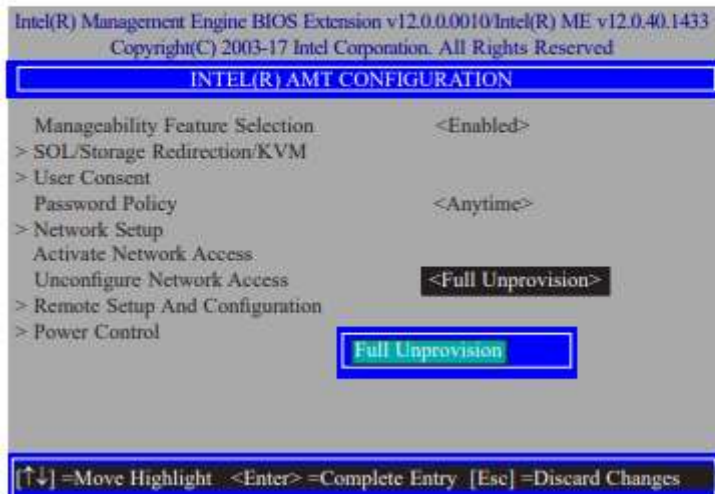 Intel(R) Management Engine BIOS Extension v12.0.0.0010/Intel(R) ME v12.0.40.1433
Copyright(C) 2003-17 Intel Corporation. All Rights Reserved
INTEL(R) AMT CONFIGURATION
Manageability Feature Selection <Enabled>
> SOL/Storage Redirection/KVM
> User Consent
Password Policy <Anytime>
> Network Setup
Activate Network Access
Unconfigure Network Access <Full Unprovision>
> Remote Setup And Configuration
> Power Control
Full Unprovision
[↑↓] =Move Highlight <Enter> =Complete Entry [Esc] =Discard Changes